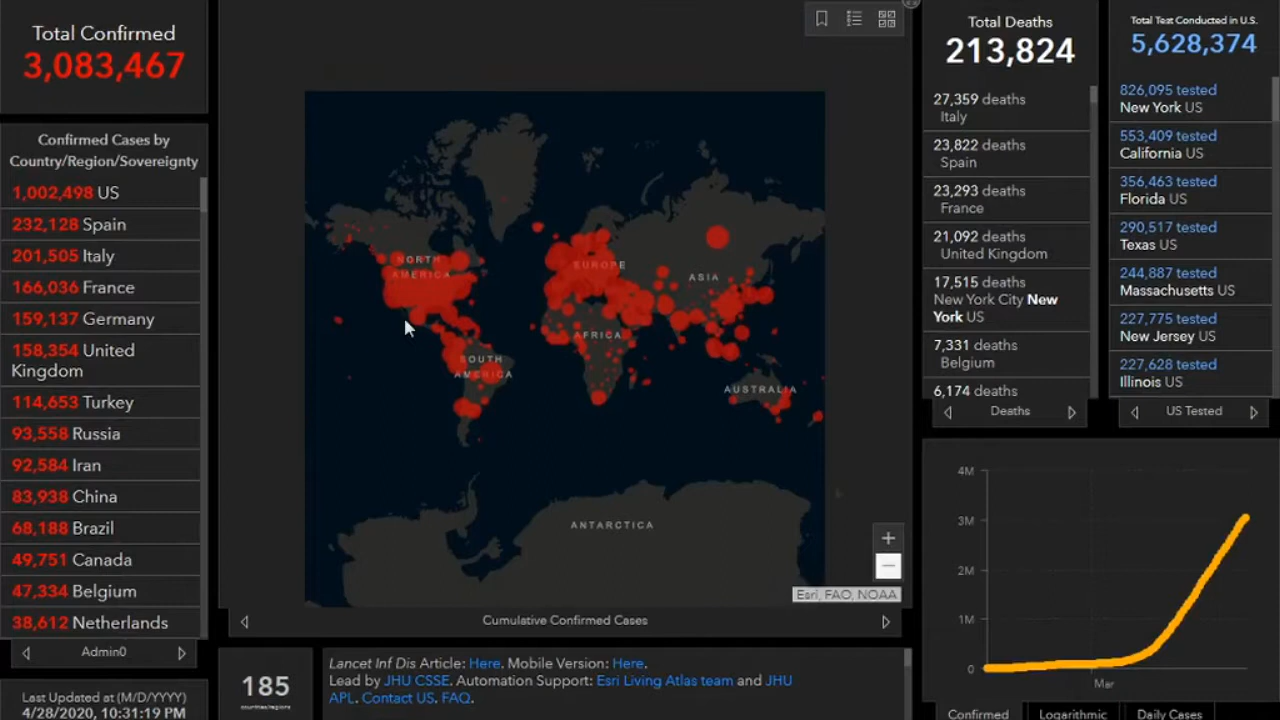 Total Confirmed
3,083,467
Confirmed Cases by
Country/Region/Sovereignty
1,002,498 US
232,128 Spain
201,505 Italy
166,036 France
159,137 Germany
158,354 United
Kingdom
114,653 Turkey
93,558 Russia
92,584 Iran
83,938 China
68,188 Brazil
49,751 Canada
47,334 Belgium
38,612 Netherlands
Admin0
Last Updated at (M/D/YYYY)
4/28/2020, 10:31:19 PM
NORTH
AMERICA
EUROPE
ASIA
AFRICA
SOUTH
AMERICA
AUSTRALIA
ANTARCTICA
+
−
Esri, FAO, NOAA
Cumulative Confirmed Cases
185
countries/regions
Lancet Inf Dis Article: Here. Mobile Version: Here.
Lead by JHU CSSE. Automation Support: Esri Living Atlas team and JHU
APL. Contact US. FAQ.
Total Deaths
213,824
27,359 deaths
Italy
23,822 deaths
Spain
23,293 deaths
France
21,092 deaths
United Kingdom
17,515 deaths
New York City New
York US
7,331 deaths
Belgium
6,174 deaths
Deaths
Total Test Conducted in U.S.
5,628,374
826,095 tested
New York US
553,409 tested
California US
356,463 tested
Florida US
290,517 tested
Texas US
244,887 tested
Massachusetts US
227,775 tested
New Jersey US
227,628 tested
Illinois US
US Tested
4M
3M
2M
1M
0
Mar
Confirmed
Logarithmic
Daily Cases